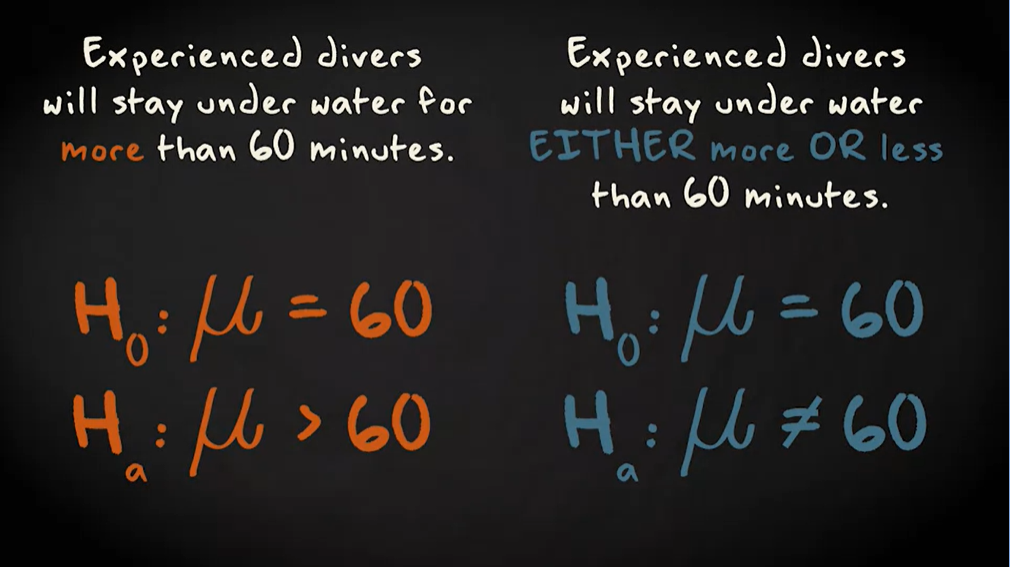 Experienced divers
will stay under water for
more than 60 minutes.
H0: μ = 60
Ha: μ > 60
Experienced divers
will stay under water
EITHER more OR less
than 60 minutes.
H0: μ = 60
Ha: μ ≠ 60